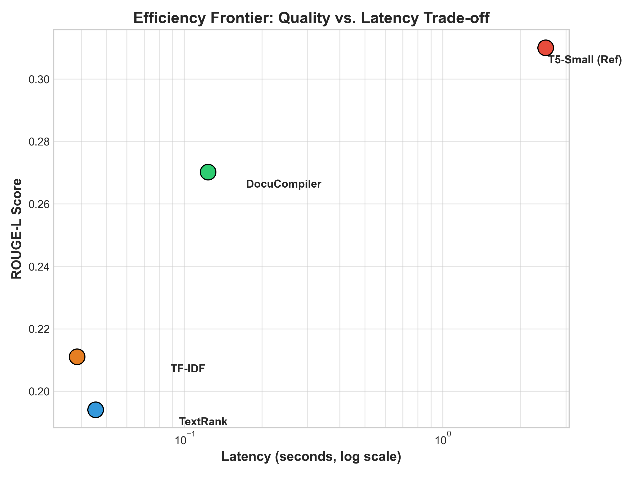 Efficiency Frontier: Quality vs. Latency Trade-off
T5-Small (Ref)
0.30
0.28
DocuCompiler
0.26
ROUGE-L Score
0.24
0.22
TF-IDF
0.20
TextRank
10⁻¹
10⁰
Latency (seconds, log scale)